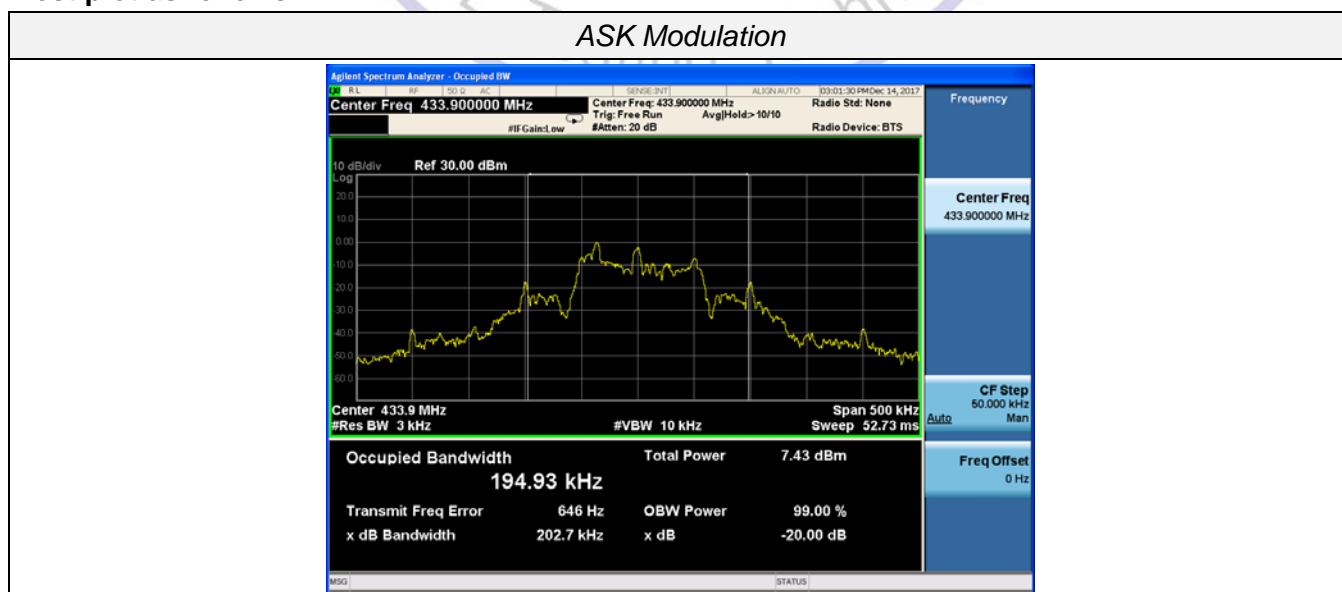 ASK Modulation
Agilent Spectrum Analyzer - Occupied BW
RL RF 50 Ω AC SENSE:INT ALIGN AUTO 03:01:30 PM Dec 14, 2017
Center Freq 433.900000 MHz
Center Freq: 433.900000 MHz
Radio Std: None
Trig: Free Run Avg|Hold:> 10/10
#IFGain:Low #Atten: 20 dB
Radio Device: BTS
Frequency
10 dB/div Ref 30.00 dBm
Log
20.0
10.0
0.00
-10.0
-20.0
-30.0
-40.0
-50.0
-60.0
Center 433.9 MHz Span 500 kHz
#Res BW 3 kHz #VBW 10 kHz Sweep 52.73 ms
Center Freq
433.900000 MHz
CF Step
50.000 kHz
Auto Man
Freq Offset
0 Hz
Occupied Bandwidth Total Power 7.43 dBm
194.93 kHz
Transmit Freq Error 646 Hz OBW Power 99.00 %
x dB Bandwidth 202.7 kHz x dB -20.00 dB
MSG STATUS